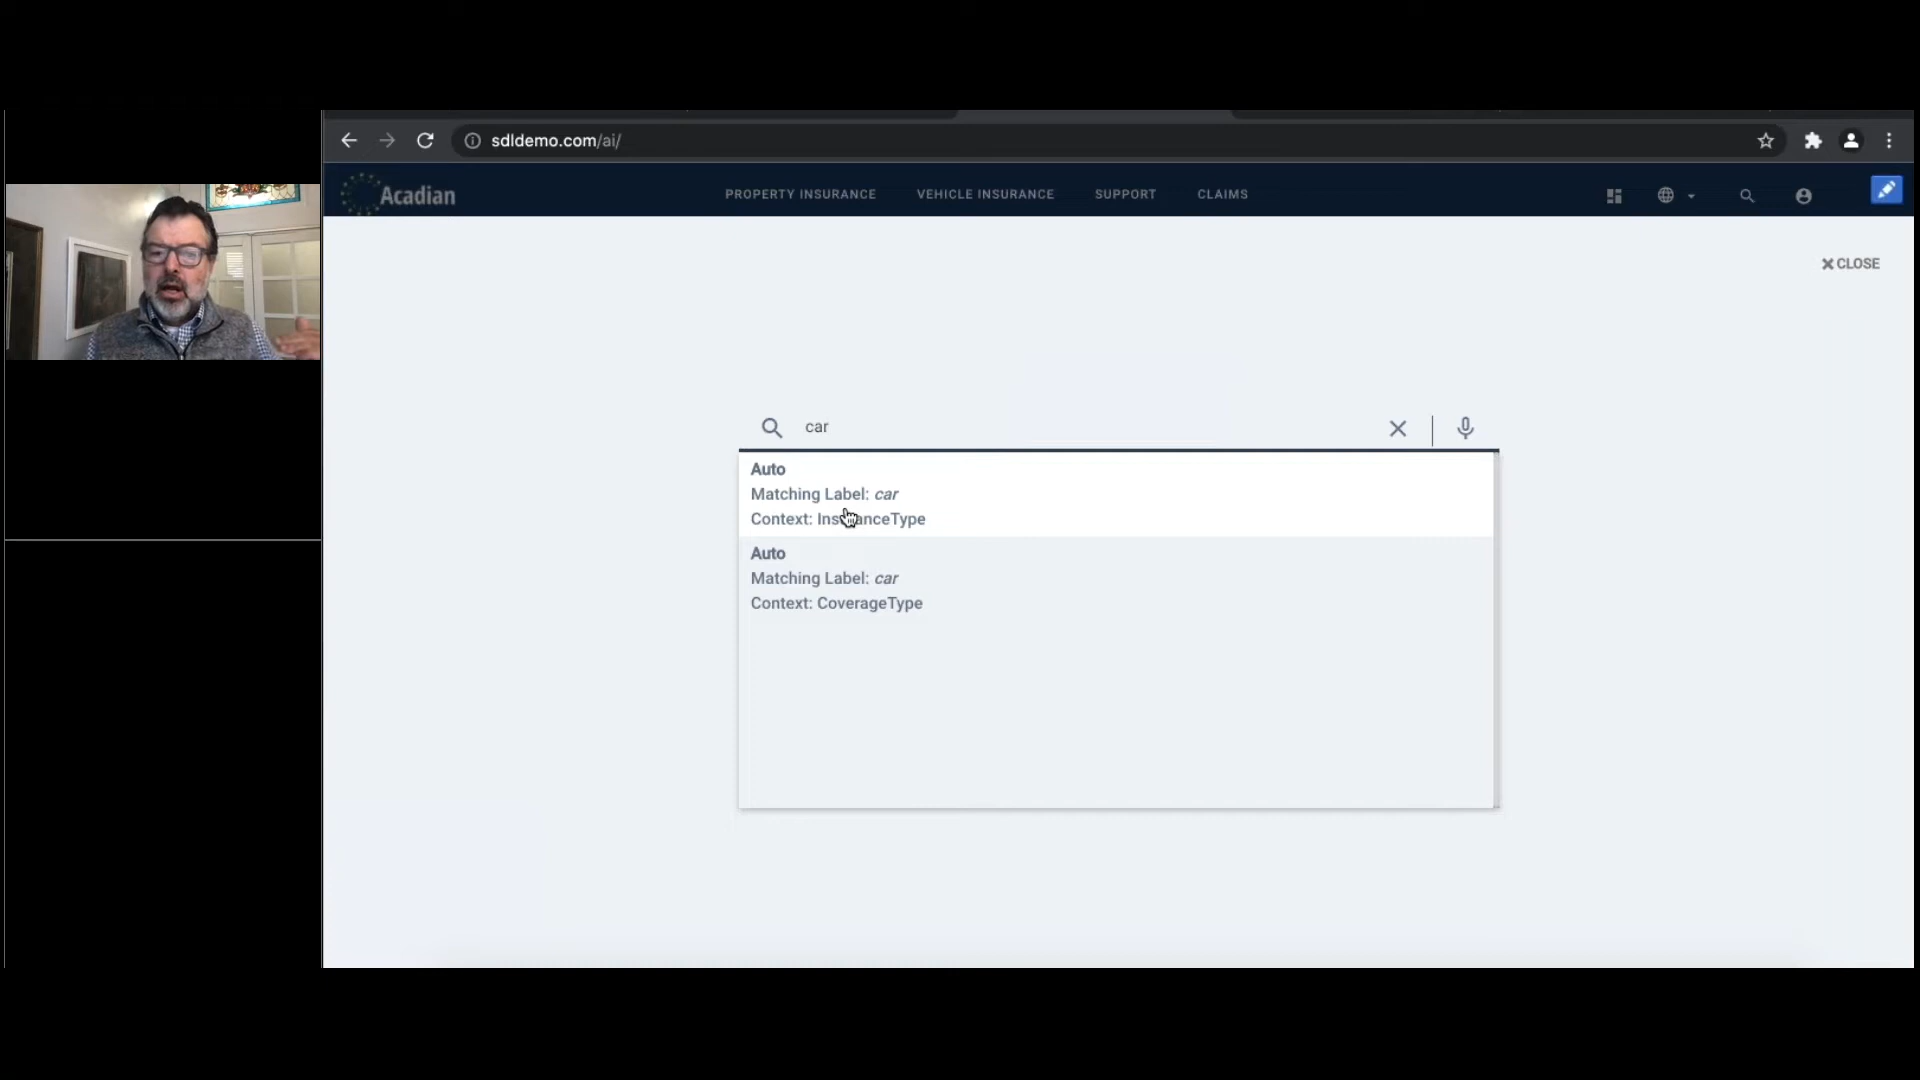 sdldemo.com/ai/
Acadian
PROPERTY INSURANCE
VEHICLE INSURANCE
SUPPORT
CLAIMS
CLOSE
car
Auto
Matching Label: car
Context: InsuranceType
Auto
Matching Label: car
Context: CoverageType